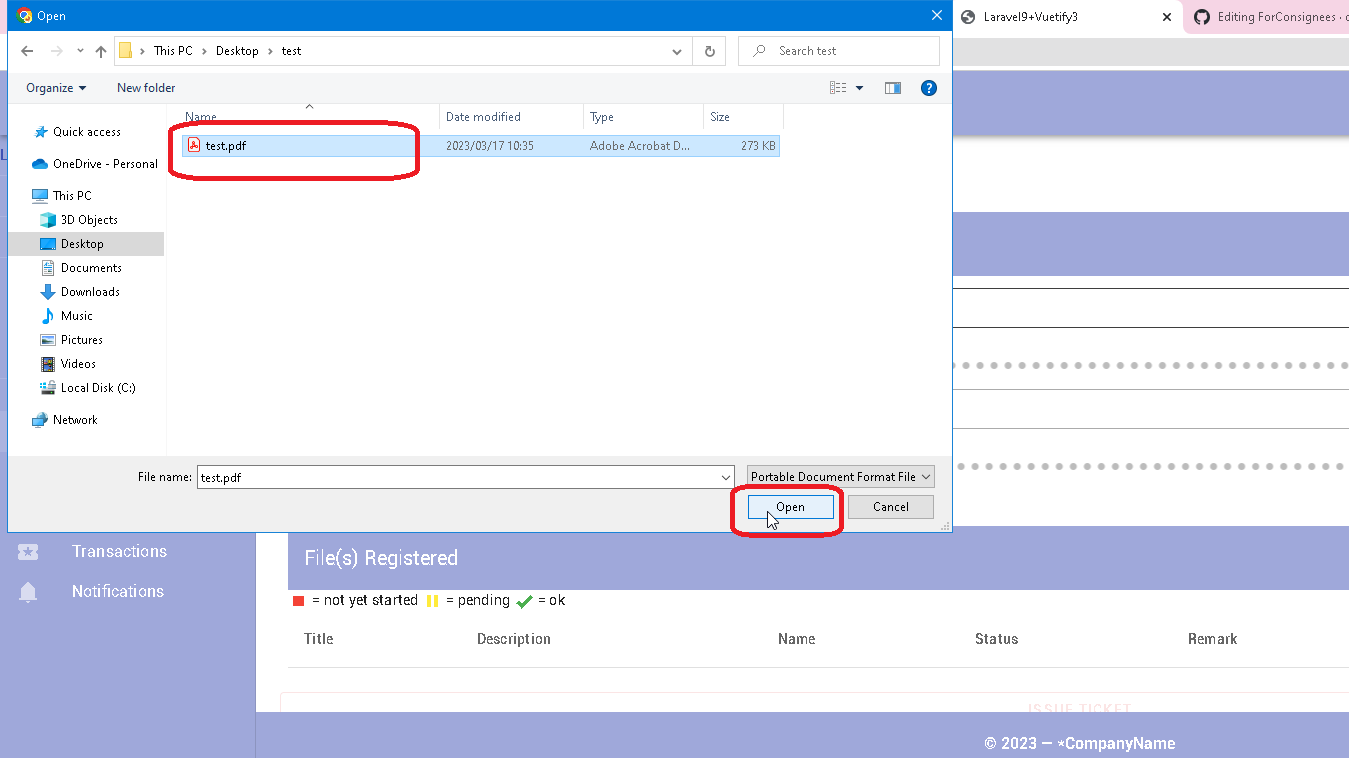 Open
Laravel9+Vuetify3
Editing ForConsignees · c
This PC > Desktop > test
Search test
Organize
New folder
Name
Date modified
Type
Size
test.pdf
2023/03/17 10:35
Adobe Acrobat D...
273 KB
Quick access
OneDrive - Personal
This PC
3D Objects
Desktop
Documents
Downloads
Music
Pictures
Videos
Local Disk (C:)
Network
File name:
test.pdf
Portable Document Format File
Open
Cancel
Transactions
Notifications
File(s) Registered
= not yet started = pending = ok
Title
Description
Name
Status
Remark
ISSUE TICKET
© 2023 — *CompanyName